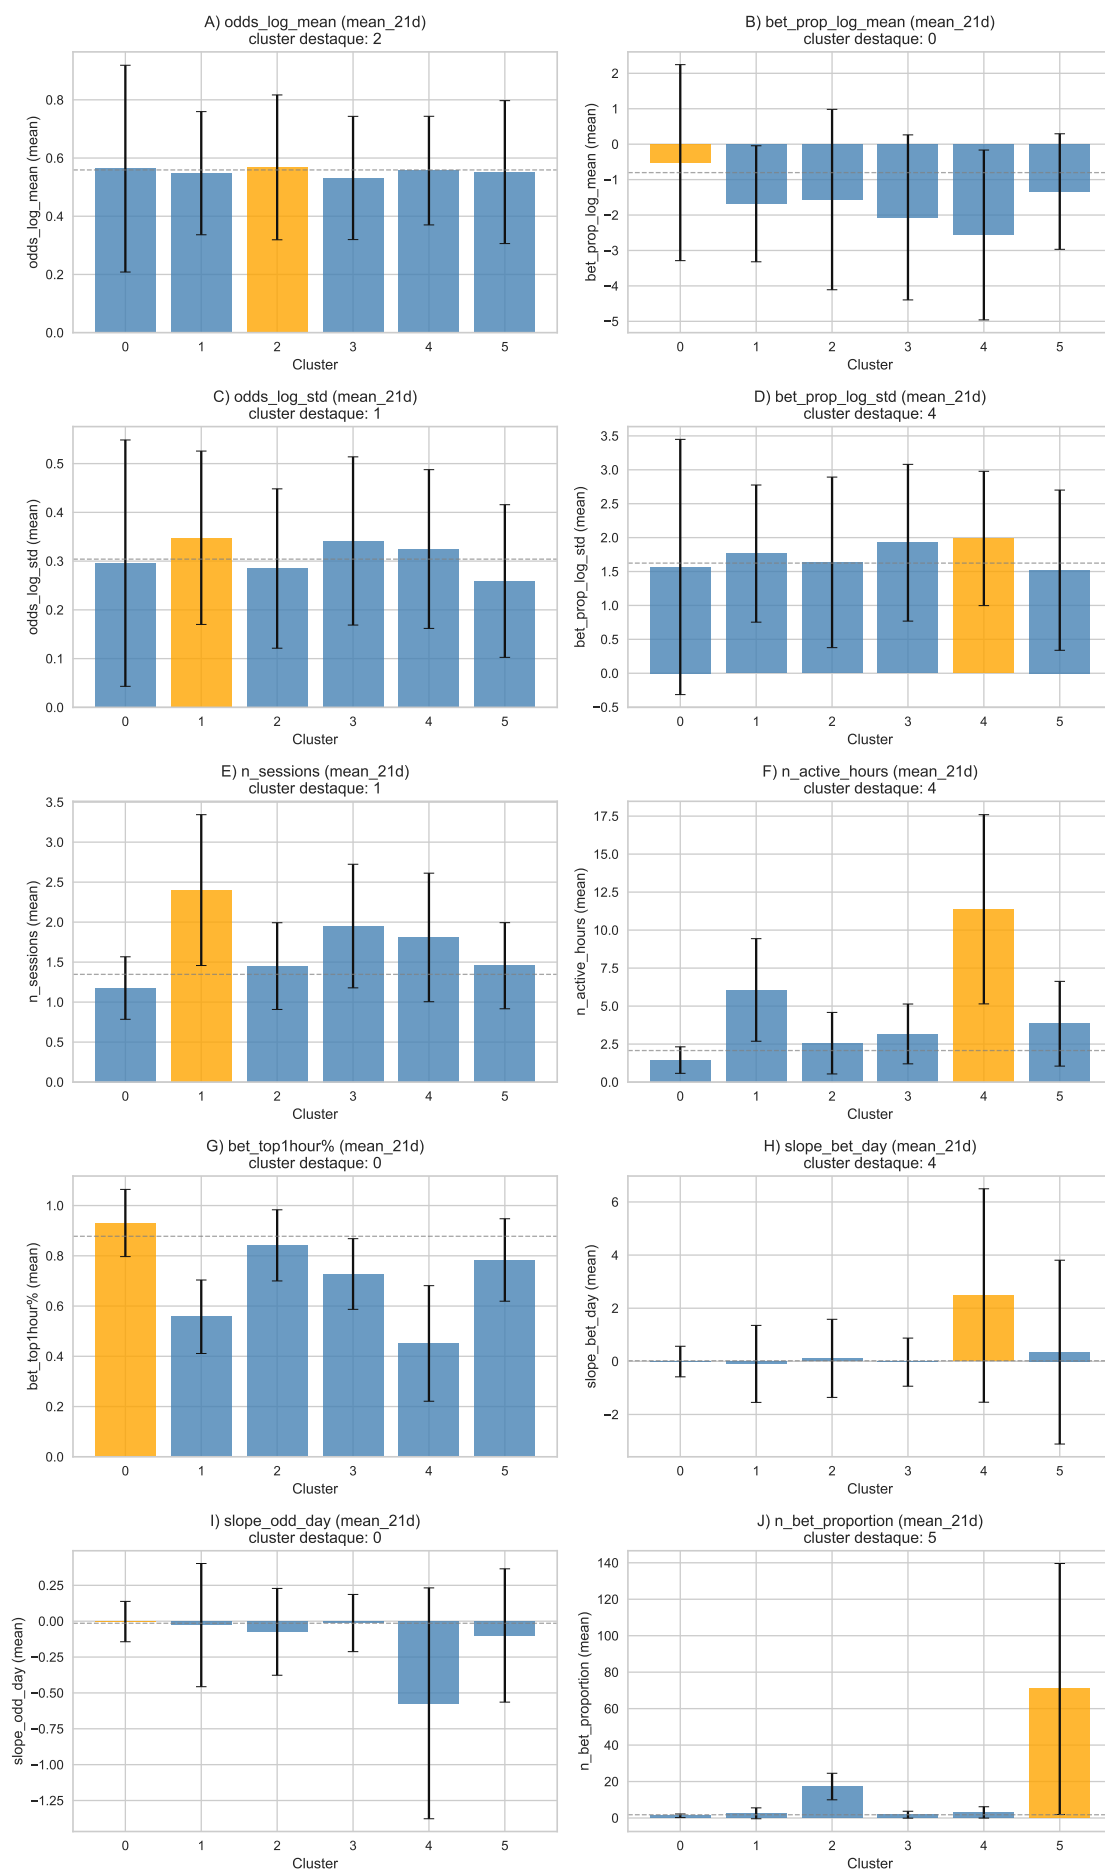 A) odds_log_mean (mean_21d)
cluster destaque: 2
odds_log_mean (mean)
0.8
0.6
0.4
0.2
0.0
0 1 2 3 4 5
Cluster
B) bet_prop_log_mean (mean_21d)
cluster destaque: 0
bet_prop_log_mean (mean)
2
1
0
−1
−2
−3
−4
−5
0 1 2 3 4 5
Cluster
C) odds_log_std (mean_21d)
cluster destaque: 1
odds_log_std (mean)
0.5
0.4
0.3
0.2
0.1
0.0
0 1 2 3 4 5
Cluster
D) bet_prop_log_std (mean_21d)
cluster destaque: 4
bet_prop_log_std (mean)
3.5
3.0
2.5
2.0
1.5
1.0
0.5
0.0
−0.5
0 1 2 3 4 5
Cluster
E) n_sessions (mean_21d)
cluster destaque: 1
n_sessions (mean)
3.5
3.0
2.5
2.0
1.5
1.0
0.5
0.0
0 1 2 3 4 5
Cluster
F) n_active_hours (mean_21d)
cluster destaque: 4
n_active_hours (mean)
17.5
15.0
12.5
10.0
7.5
5.0
2.5
0.0
0 1 2 3 4 5
Cluster
G) bet_top1hour% (mean_21d)
cluster destaque: 0
bet_top1hour% (mean)
1.0
0.8
0.6
0.4
0.2
0.0
0 1 2 3 4 5
Cluster
H) slope_bet_day (mean_21d)
cluster destaque: 4
slope_bet_day (mean)
6
4
2
0
−2
0 1 2 3 4 5
Cluster
I) slope_odd_day (mean_21d)
cluster destaque: 0
slope_odd_day (mean)
0.25
0.00
−0.25
−0.50
−0.75
−1.00
−1.25
0 1 2 3 4 5
Cluster
J) n_bet_proportion (mean_21d)
cluster destaque: 5
n_bet_proportion (mean)
140
120
100
80
60
40
20
0
0 1 2 3 4 5
Cluster